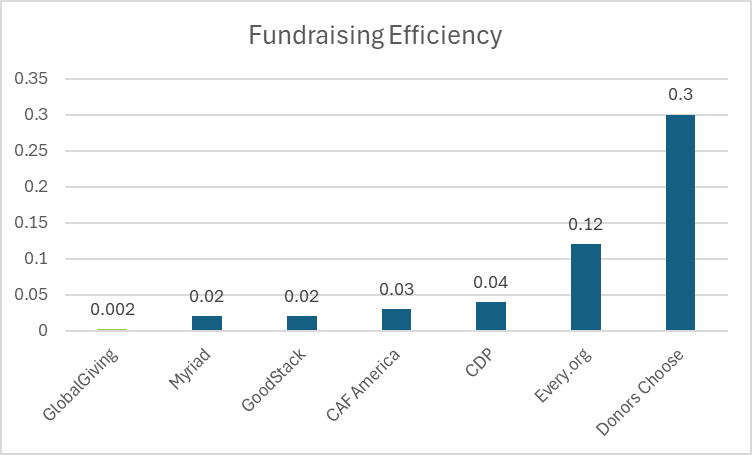 Fundraising Efficiency
0.35
0.3
0.25
0.2
0.15
0.1
0.05
0
0.002
0.02
0.02
0.03
0.04
0.12
0.3
GlobalGiving
Myriad
GoodStack
CAF America
CDP
Every.org
Donors Choose